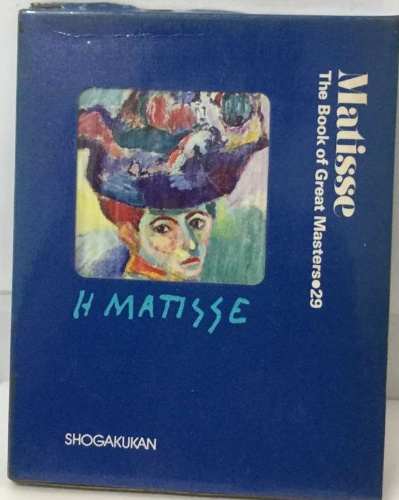 Matisse
The Book of Great Masters●29
H MATISSE
SHOGAKUKAN